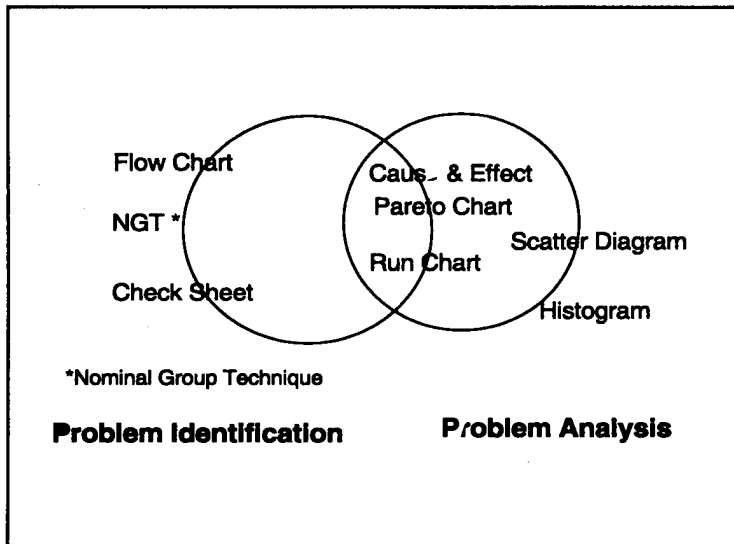 Flow Chart
NGT *
Check Sheet
Caus & Effect
Pareto Chart
Run Chart
Scatter Diagram
Histogram
*Nominal Group Technique
Problem Identification
Problem Analysis